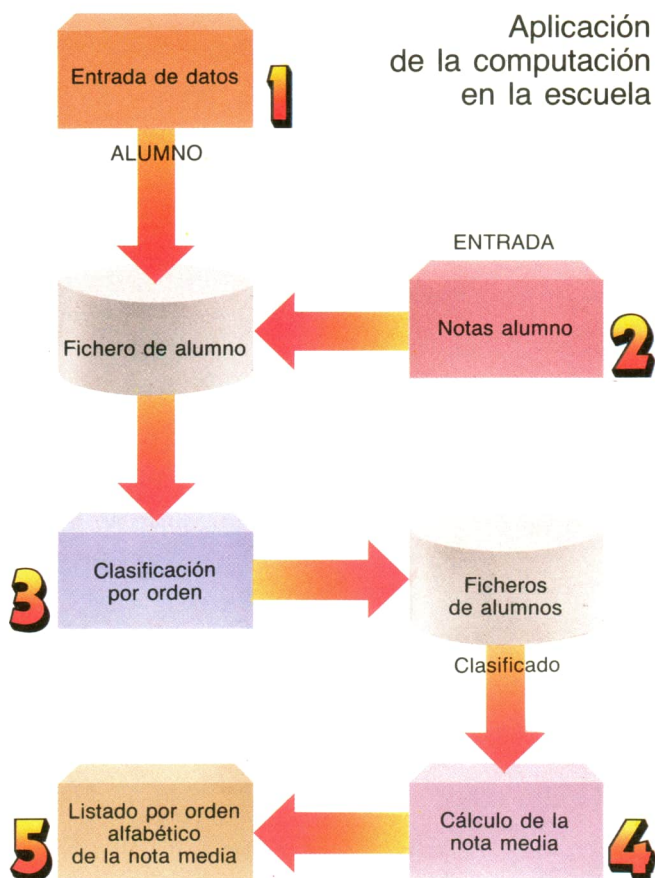 Aplicación
de la computación
en la escuela
Entrada de datos
1
ALUMNO
ENTRADA
Fichero de alumno
Notas alumno
2
3
Clasificación
por orden
Ficheros
de alumnos
Clasificado
5
Listado por orden
alfabético
de la nota media
Cálculo de la
nota media
4